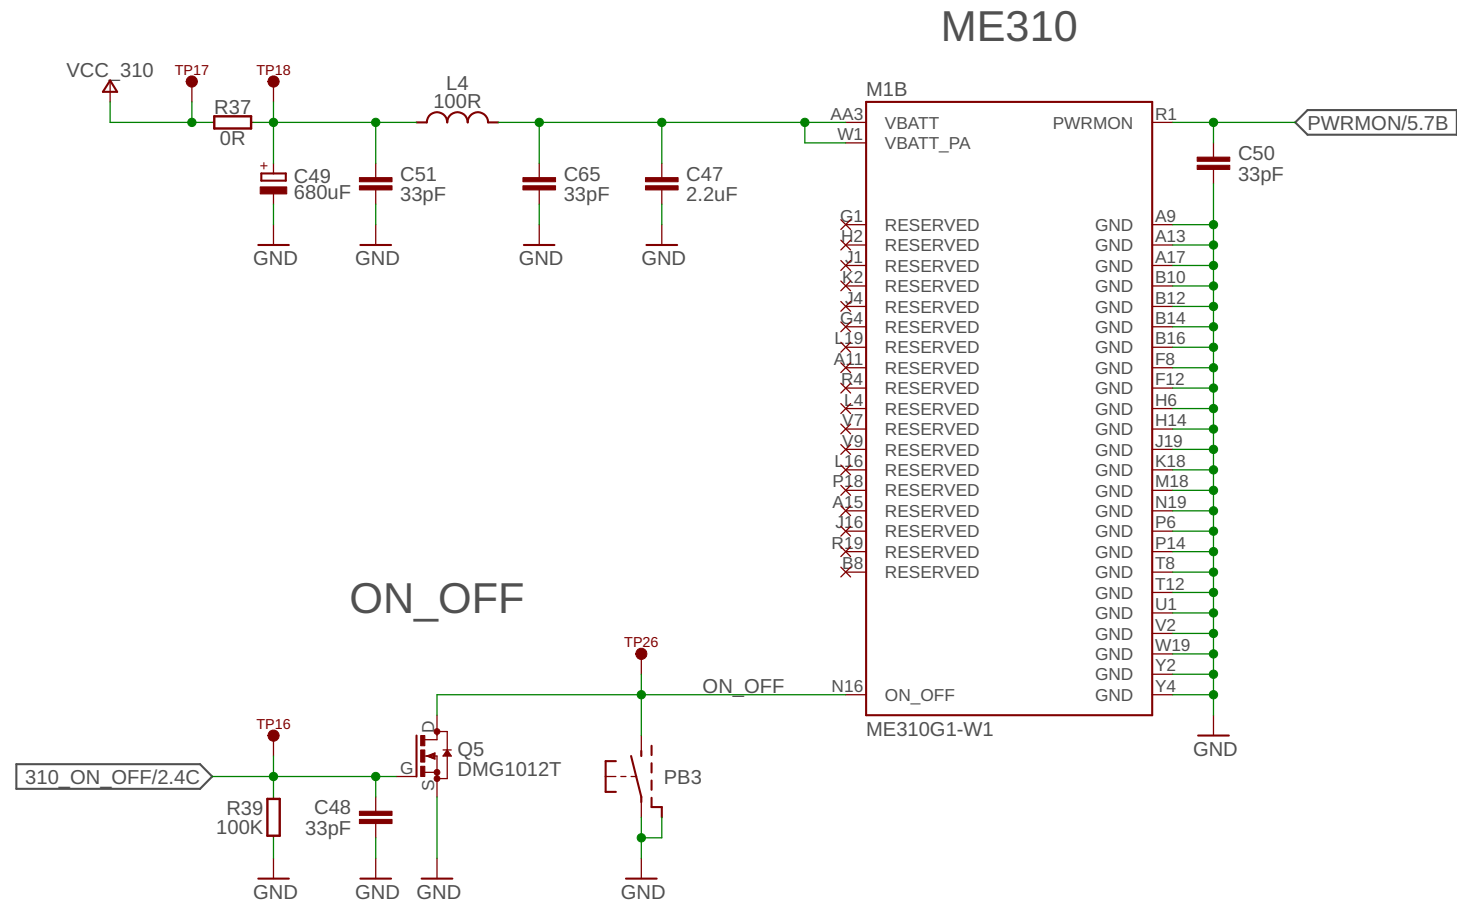 ME310
VCC_310
TP17
TP18
R37
0R
L4
100R
+
C49
680uF
C51
33pF
C65
33pF
C47
2.2uF
GND
GND
GND
GND
M1B
AA3 VBATT
W1 VBATT_PA
PWRMON R1
PWRMON/5.7B
C50
33pF
G1 RESERVED GND A9
H2 RESERVED GND A13
J1 RESERVED GND A17
K2 RESERVED GND B10
J4 RESERVED GND B12
G4 RESERVED GND B14
L19 RESERVED GND B16
A11 RESERVED GND F8
R4 RESERVED GND F12
L4 RESERVED GND H6
V7 RESERVED GND H14
V9 RESERVED GND J19
L16 RESERVED GND K18
P18 RESERVED GND M18
A15 RESERVED GND N19
J16 RESERVED GND P6
R19 RESERVED GND P14
B8 RESERVED GND T8
GND T12
GND U1
GND V2
GND W19
GND Y2
N16 ON_OFF GND Y4
ME310G1-W1
GND
ON_OFF
TP26
ON_OFF
TP16
310_ON_OFF/2.4C
R39
100K
C48
33pF
G
D
S
Q5
DMG1012T
PB3
GND
GND
GND
GND